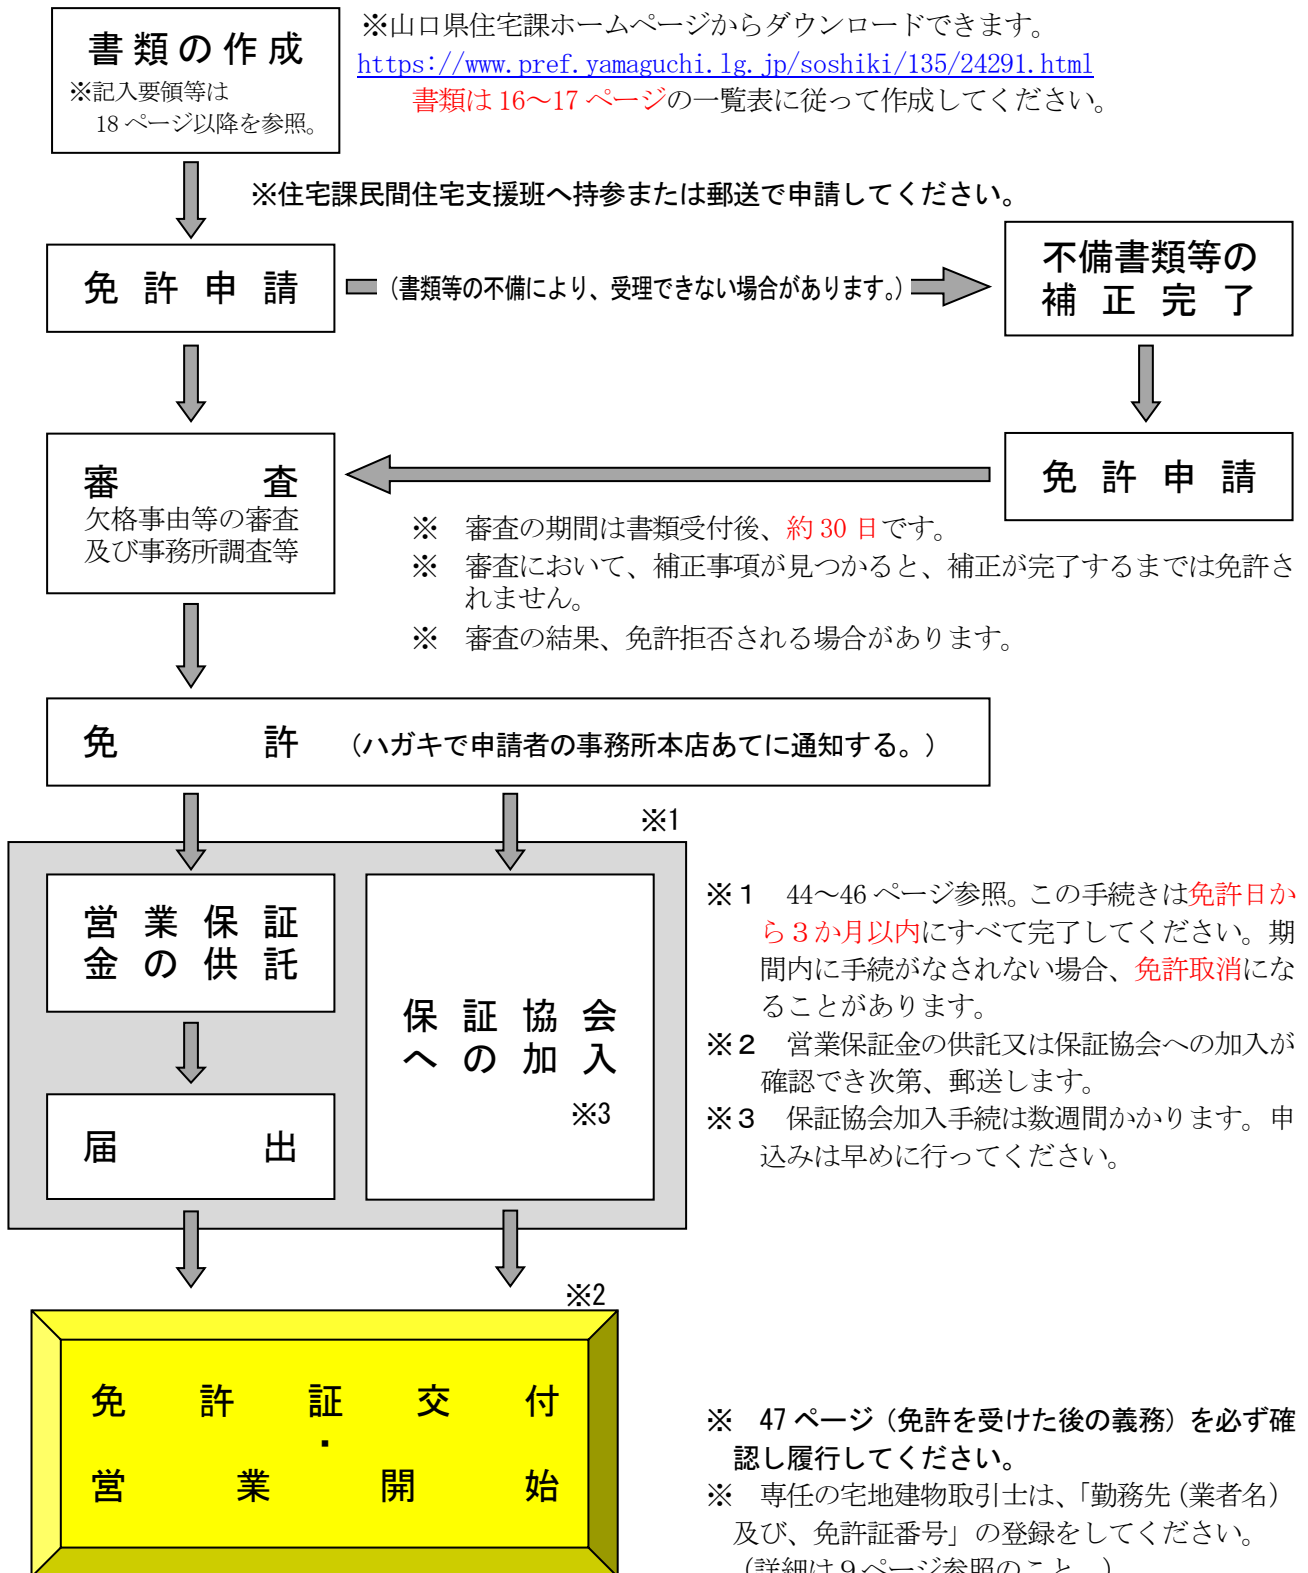 書類の作成
※記入要領等は
18ページ以降を参照。
※山口県住宅課ホームページからダウンロードできます。
https://www.pref.yamaguchi.lg.jp/soshiki/135/24291.html
書類は16～17ページの一覧表に従って作成してください。
※住宅課民間住宅支援班へ持参または郵送で申請してください。
免許申請
（書類等の不備により、受理できない場合があります。）
不備書類等の
補正完了
免許申請
審査
欠格事由等の審査
及び事務所調査等
※　審査の期間は書類受付後、約30日です。
※　審査において、補正事項が見つかると、補正が完了するまでは免許さ
れません。
※　審査の結果、免許拒否される場合があります。
免許　（ハガキで申請者の事務所本店あてに通知する。）
※1
営業保証
金の供託
届出
保証協会
への加入
※3
※１　44～46ページ参照。この手続きは免許日か
ら３か月以内にすべて完了してください。期
間内に手続がなされない場合、免許取消にな
ることがあります。
※２　営業保証金の供託又は保証協会への加入が
確認でき次第、郵送します。
※３　保証協会加入手続は数週間かかります。申
込みは早めに行ってください。
※2
免許証交付
・
営業開始
※　47ページ（免許を受けた後の義務）を必ず確
認し履行してください。
※　専任の宅地建物取引士は、「勤務先（業者名）
及び、免許証番号」の登録をしてください。
（詳細は９ページ参照のこと。）